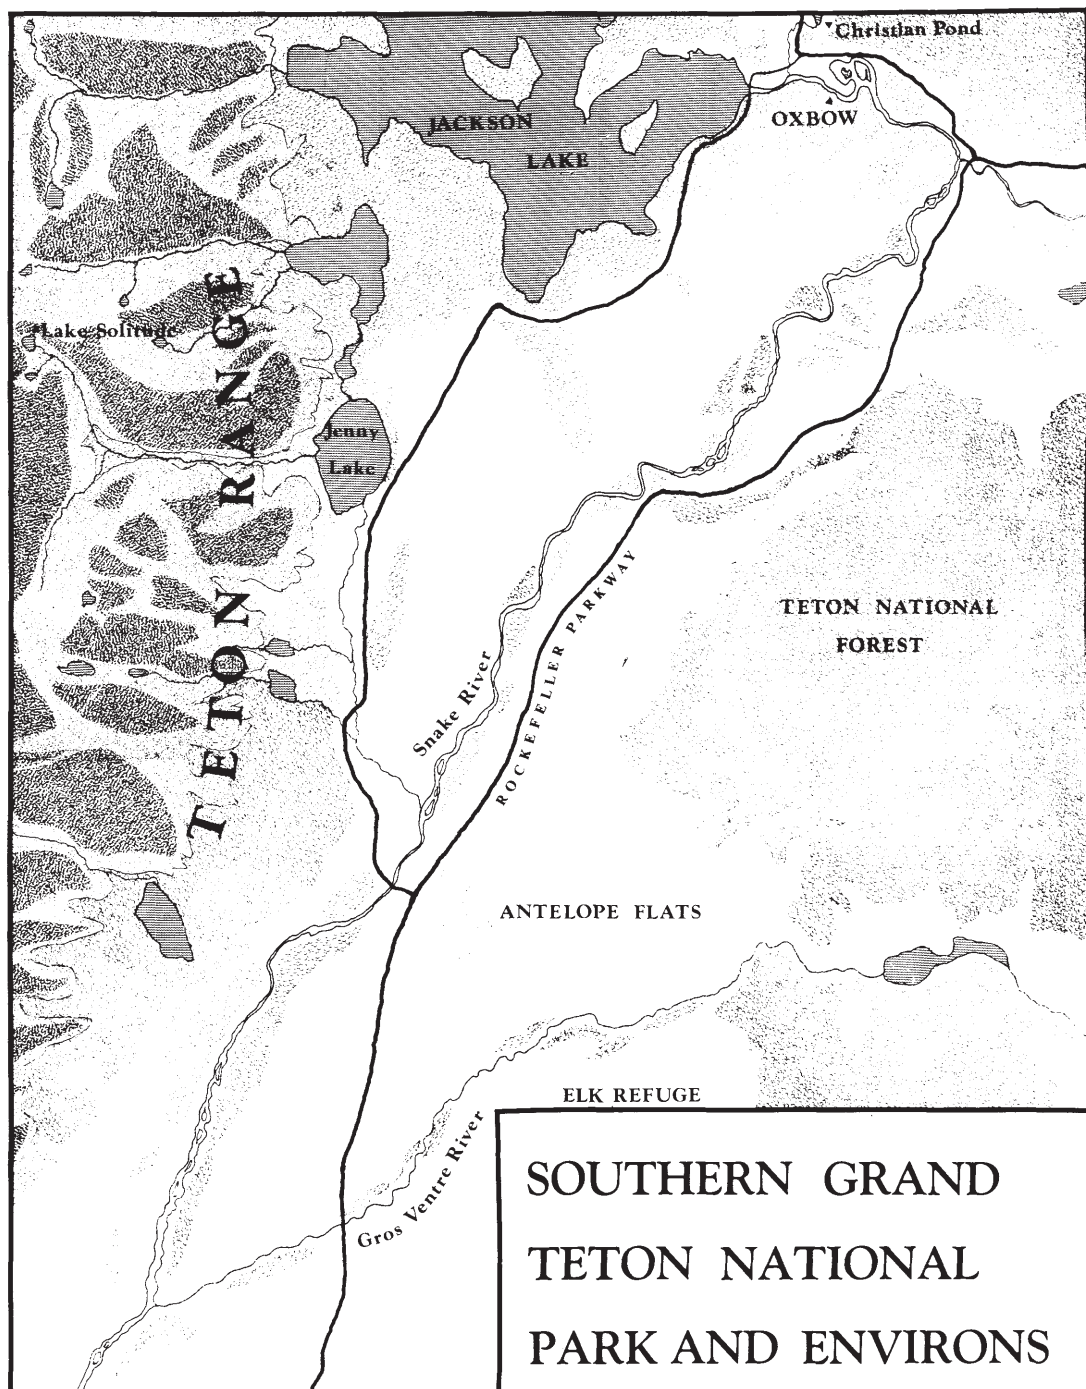 Christian Pond
OXBOW
JACKSON
LAKE
Lake Solitude
TETON RANGE
Jenny
Lake
TETON NATIONAL
FOREST
Snake River
ROCKEFELLER PARKWAY
ANTELOPE FLATS
ELK REFUGE
Gros Ventre River
SOUTHERN GRAND
TETON NATIONAL
PARK AND ENVIRONS